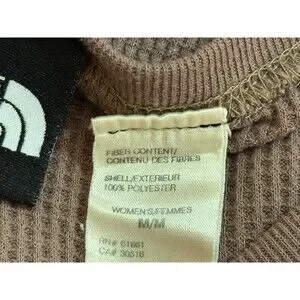 FIBER CONTENT/
CONTENU DES FIBRES
SHELL/EXTERIEUR
100% POLYESTER
WOMEN'S/FEMMES
M/M
RN# 61661
CA# 30516